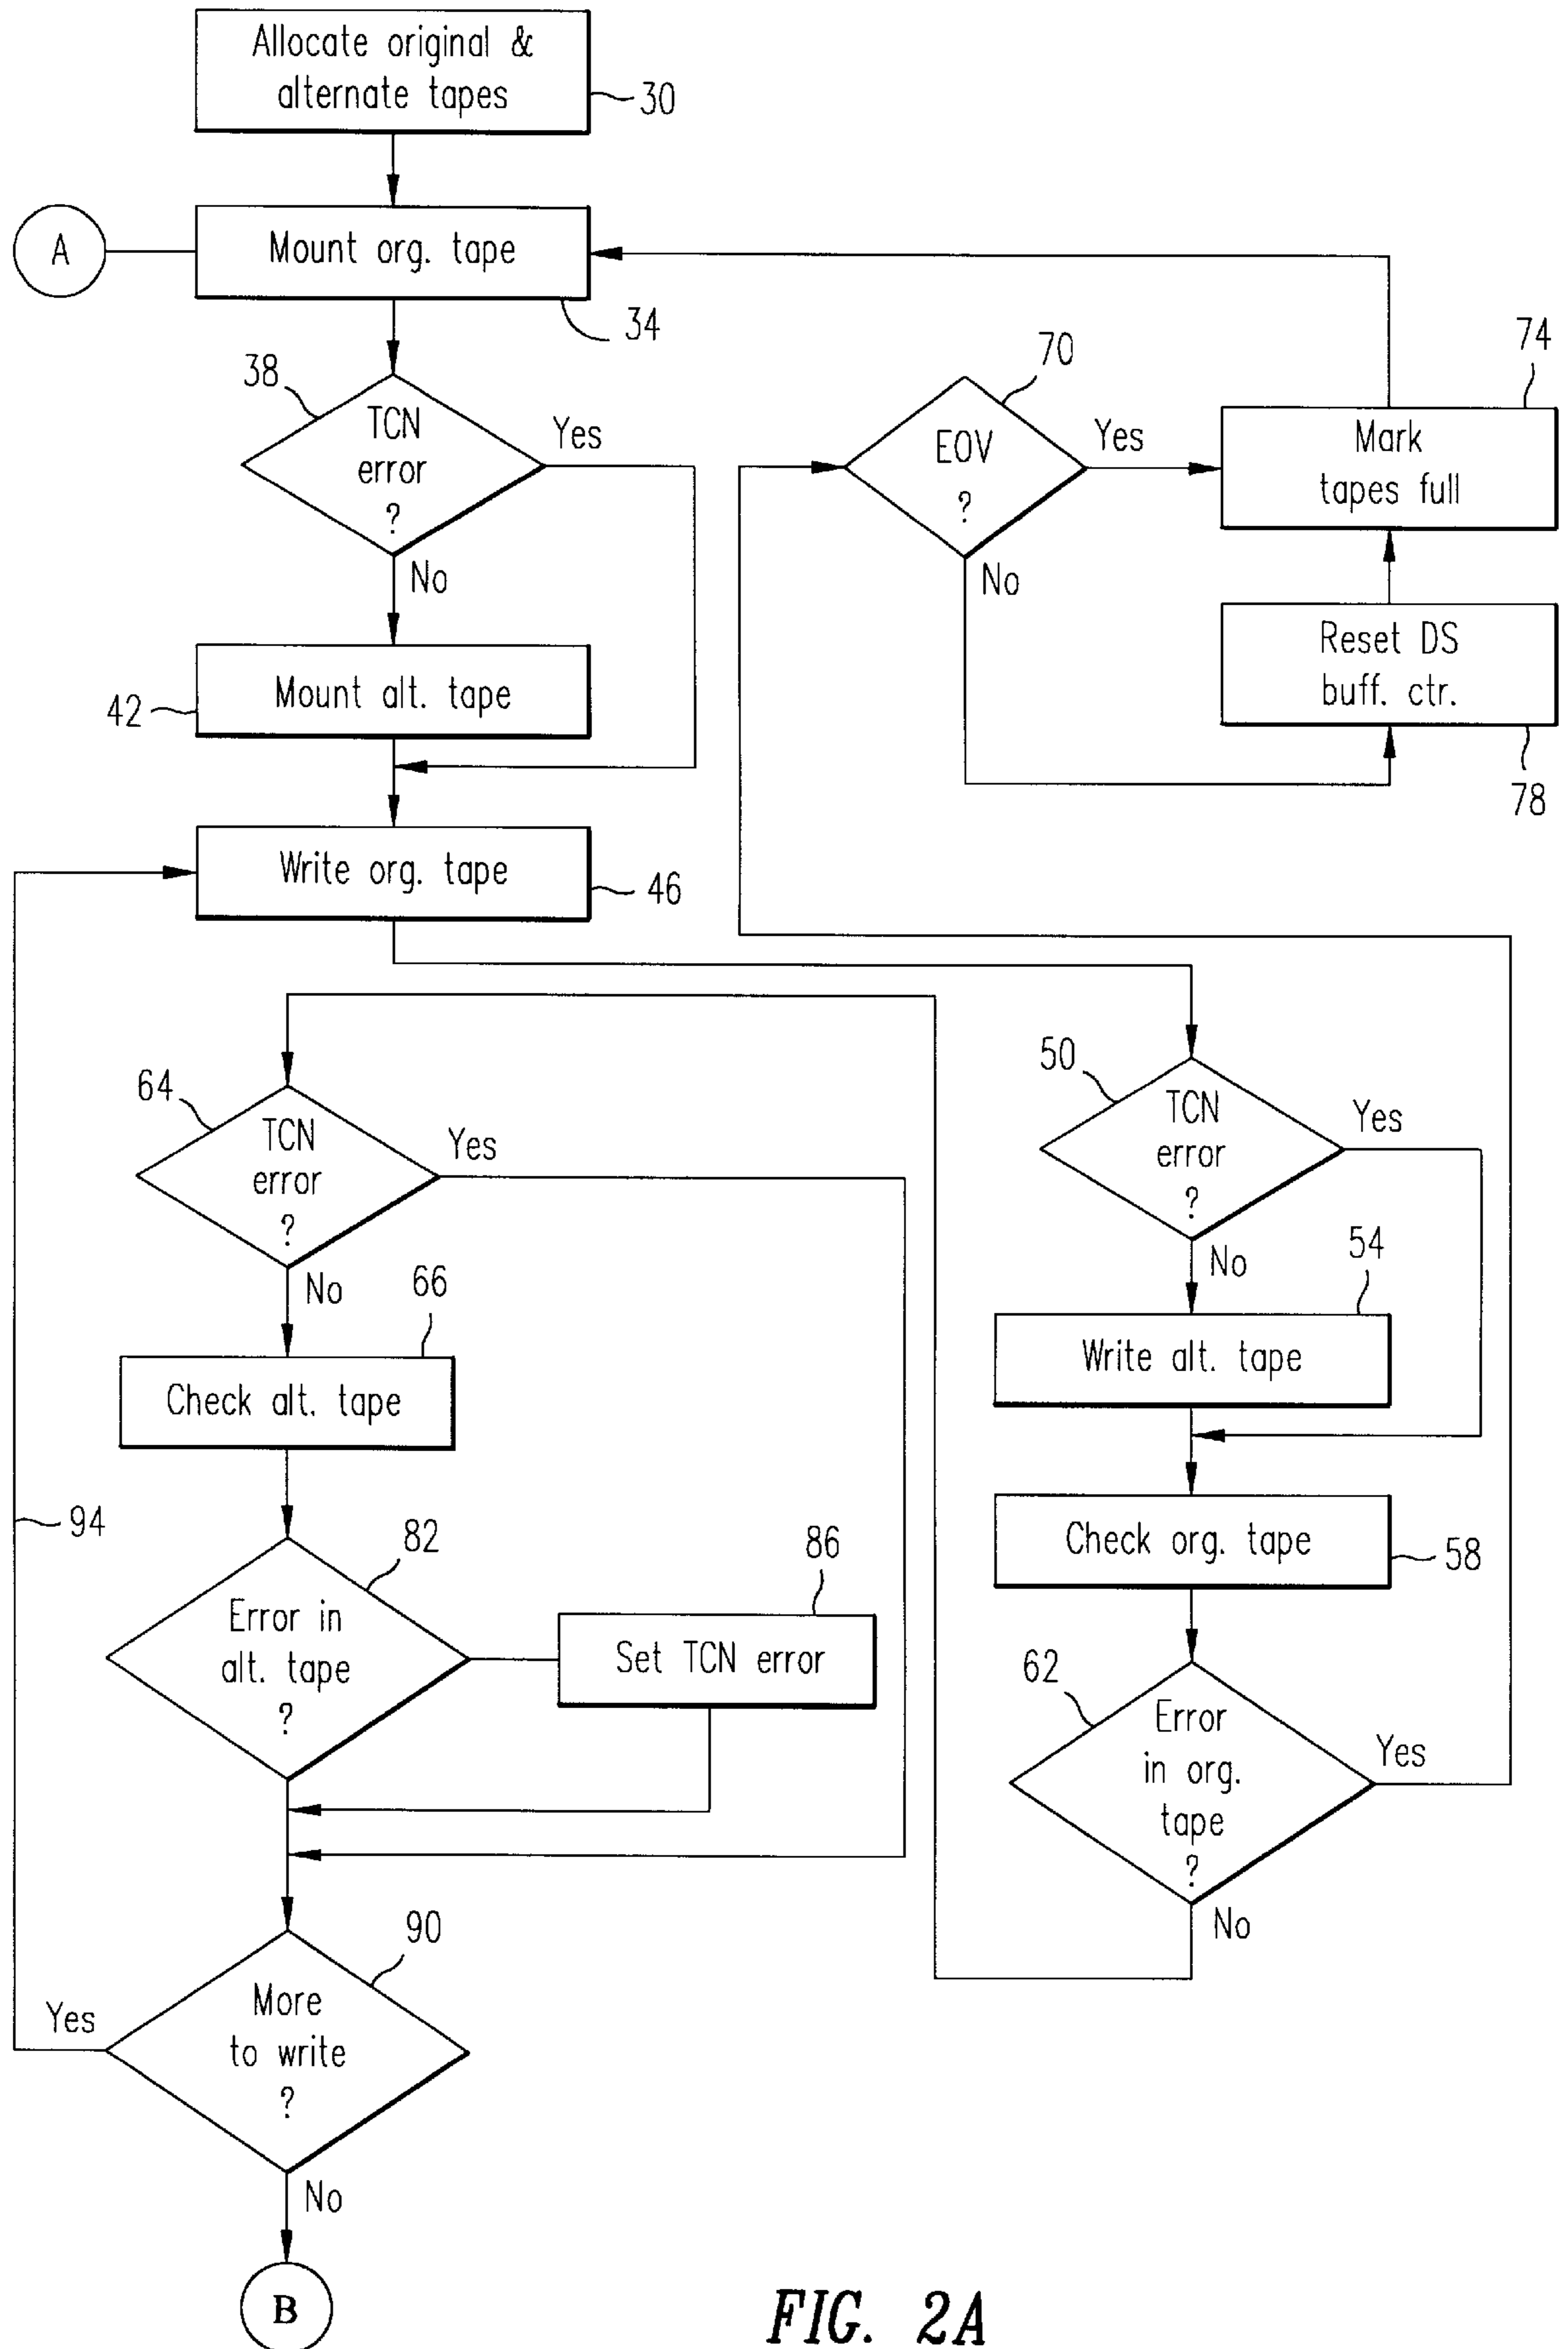 Allocate original &
alternate tapes
30
A
Mount org. tape
34
38
TCN
error
?
Yes
No
70
EOV
?
Yes
No
74
Mark
tapes full
Reset DS
buff. ctr.
78
42
Mount alt. tape
Write org. tape
46
64
TCN
error
?
Yes
No
50
TCN
error
?
Yes
No
54
Write alt. tape
66
Check alt. tape
Check org. tape
58
94
82
Error in
alt. tape
?
86
Set TCN error
62
Error
in org.
tape
?
Yes
No
90
More
to write
?
Yes
No
B
FIG. 2A